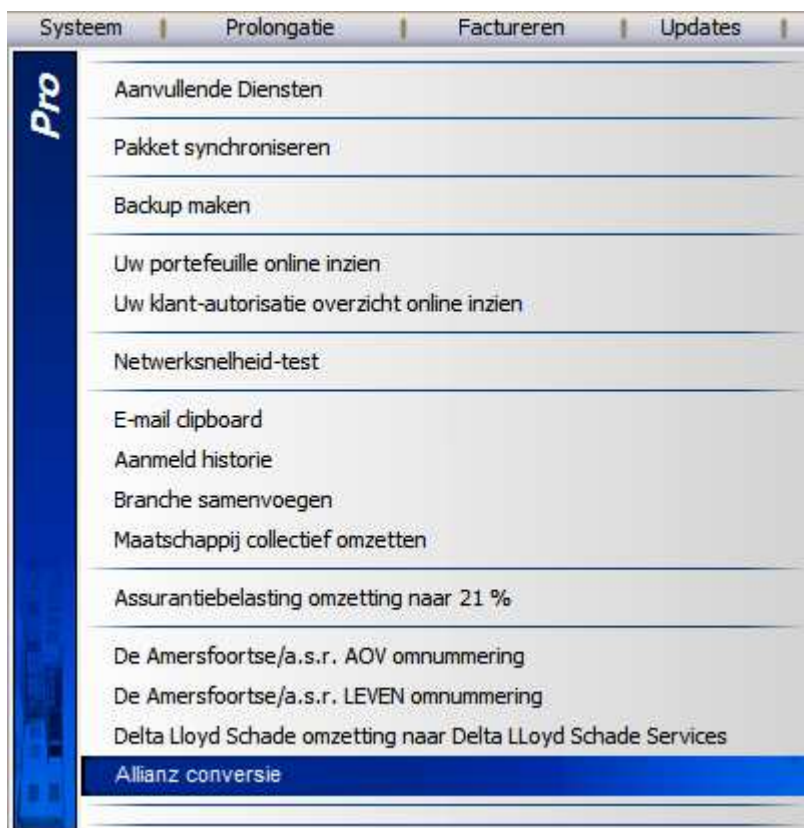 Systeem Prolongatie Factureren Updates
Pro
Aanvullende Diensten
Pakket synchroniseren
Backup maken
Uw portefeuille online inzien
Uw klant-autorisatie overzicht online inzien
Netwerksnelheid-test
E-mail clipboard
Aanmeld historie
Branche samenvoegen
Maatschappij collectief omzetten
Assurantiebelasting omzetting naar 21 %
De Amersfoortse/a.s.r. AOV omnummering
De Amersfoortse/a.s.r. LEVEN omnummering
Delta Lloyd Schade omzetting naar Delta LLoyd Schade Services
Allianz conversie